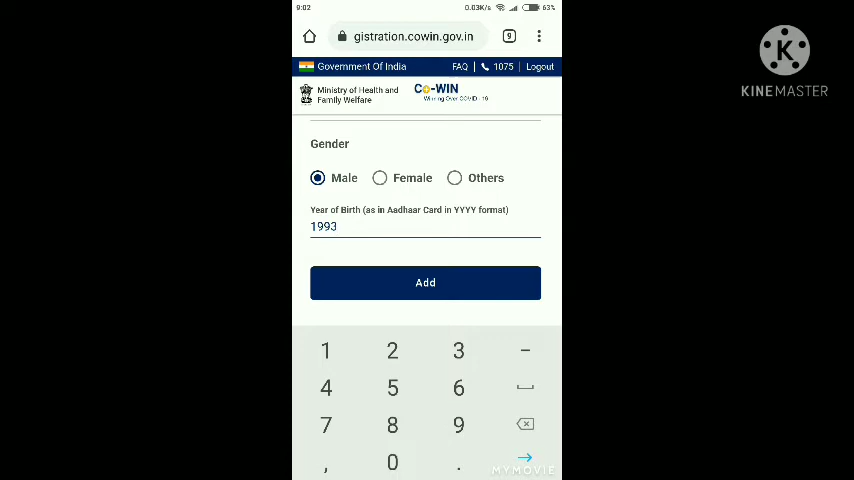 9:02
0.03K/s
63%
gistration.cowin.gov.in
9
Government Of India
FAQ | 1075 | Logout
Ministry of Health and
Family Welfare
Co-WIN
Winning Over COVID - 19
Gender
Male
Female
Others
Year of Birth (as in Aadhaar Card in YYYY format)
1993
Add
1 2 3 -
4 5 6
7 8 9
, 0 .
K
KINEMASTER
MYMOVIE